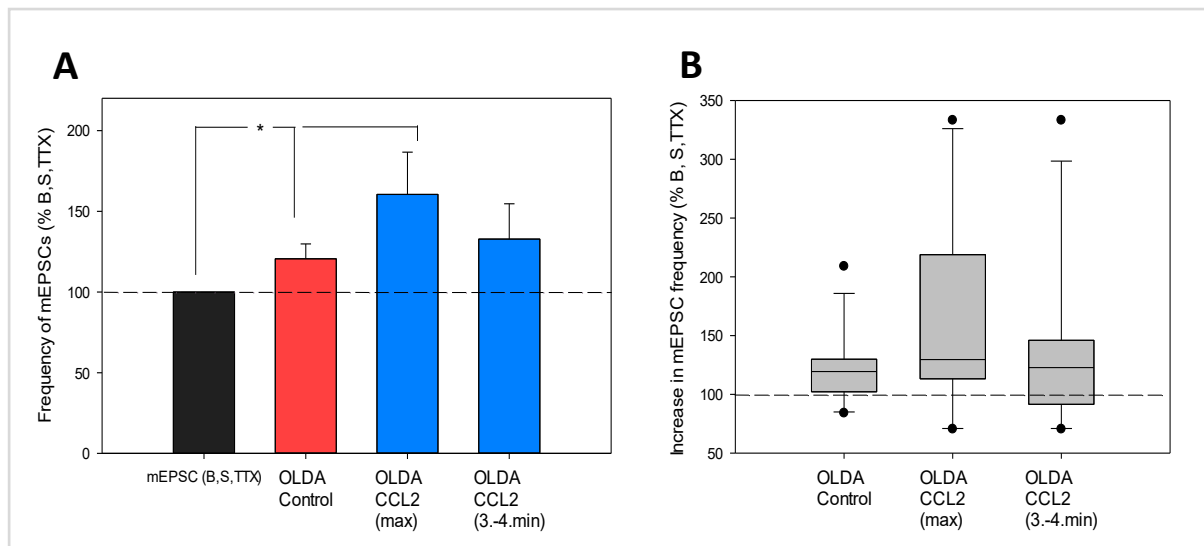 A
Frequency of mEPSCs (% B,S,TTX)
200
150
100
50
0
*
mEPSC (B,S,TTX)
OLDA
Control
OLDA
CCL2
(max)
OLDA
CCL2
(3.-4.min)
B
Increase in mEPSC frequency (% B, S,TTX)
350
300
250
200
150
100
50
OLDA
Control
OLDA
CCL2
(max)
OLDA
CCL2
(3.-4.min)